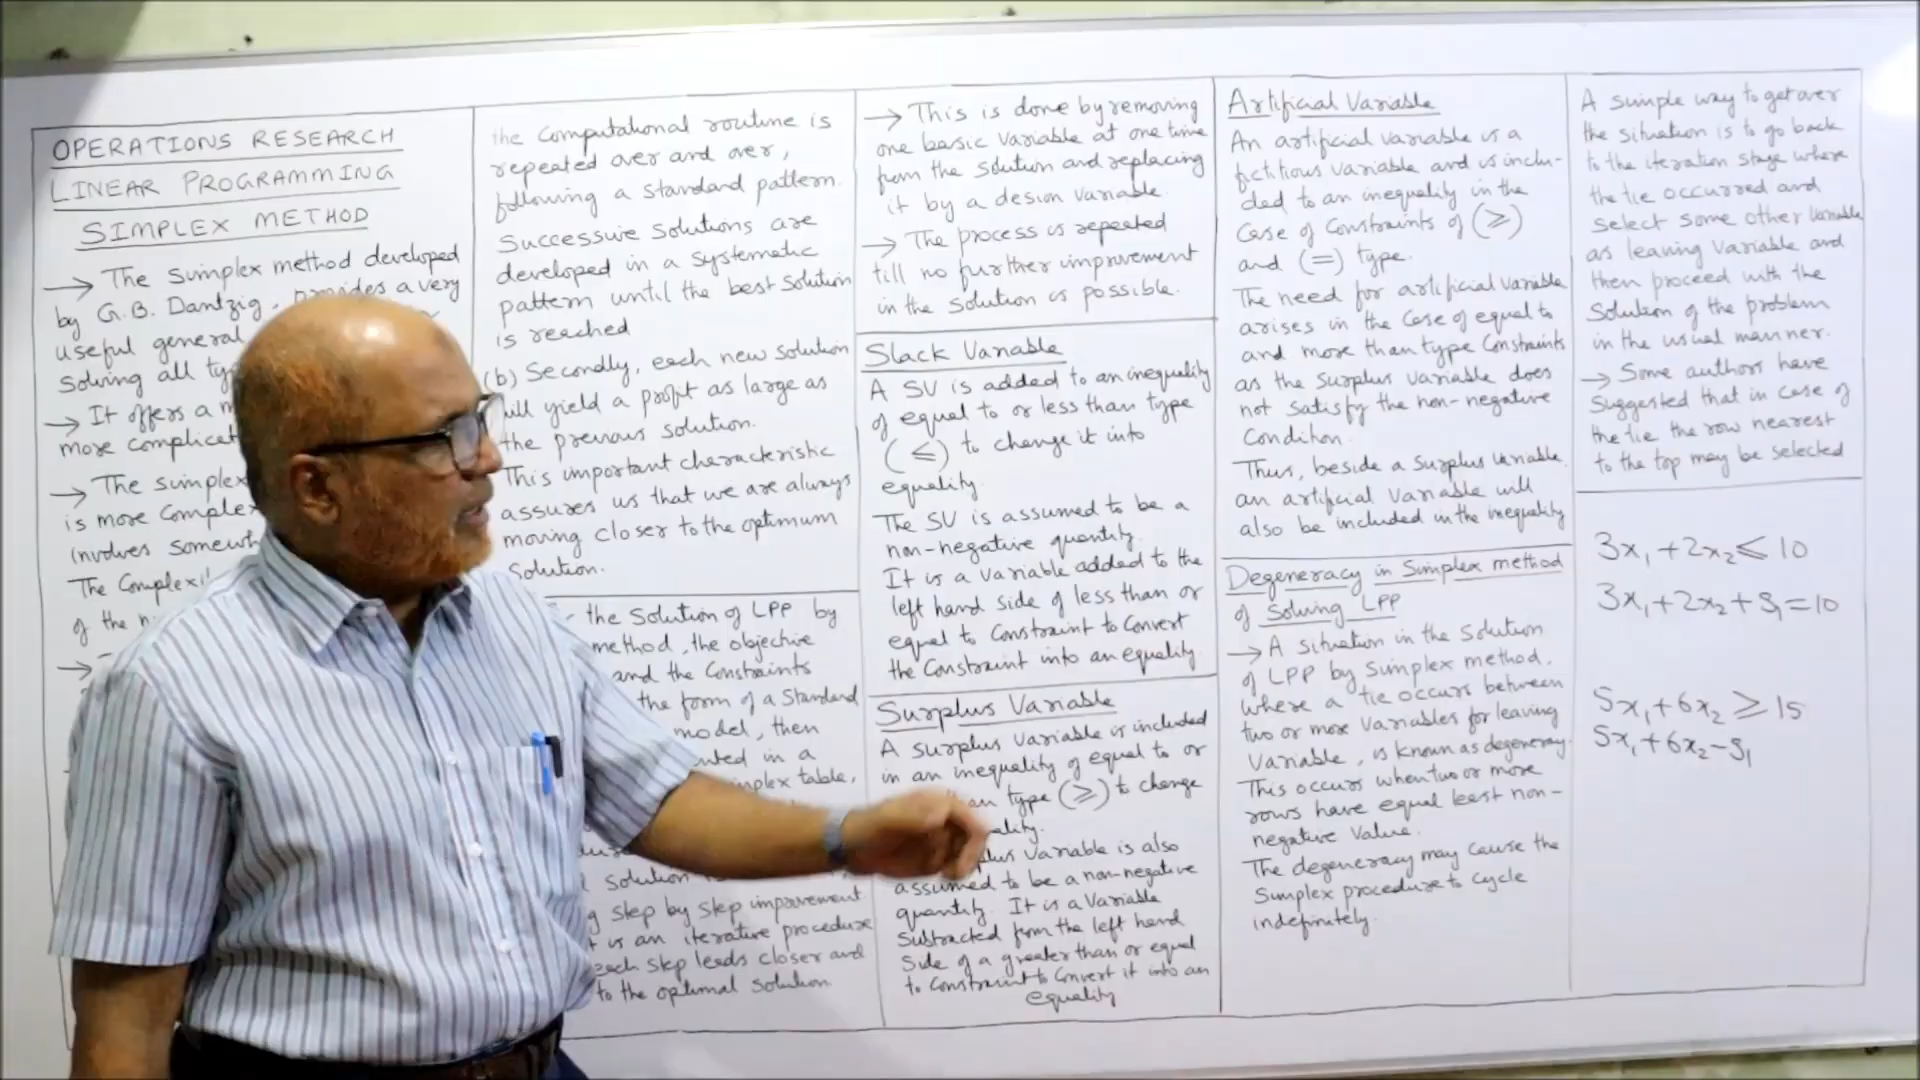 OPERATIONS RESEARCH
LINEAR PROGRAMMING
SIMPLEX METHOD
→ The simplex method developed
by G.B. Dantzig, provides a very
useful general
Solving all
→ It offers a
more
→ The simplex
is more
involves
The
of the
→
the Computational routine is
repeated over and over,
following a standard pattern.
Successive solutions are
developed in a systematic
pattern until the best solution
is reached
(b) Secondly, each new solution
will yield a profit as large as
the previous solution.
This important characteristic
assures us that we are always
moving closer to the optimum
Solution.
the Solution of LPP by
method, the objective
and the Constraints
the form of a Standard
model, then
in a
table,
solution
step by step improvement
is an iterative procedure
each step leads closer and
to the optimal solution.
→ This is done by removing
one basic variable at one time
from the solution and replacing
it by a desion variable.
→ The process is repeated
till no further improvement
in the solution is possible.
Slack Variable
A SV is added to an inequality
of equal to or less than type
(≤) to change it into
equality.
The SV is assumed to be a
non-negative quantity.
It is a variable added to the
left hand side of less than or
equal to Constraint to Convert
the Constraint into an equality
Surplus Variable
A surplus variable is included
in an inequality of equal to or
type (≥) to change
Variable is also
assumed to be a non-negative
quantity. It is a Variable
Substracted from the left hand
Side of a greater than or equal
to Constraint to Convert it into an
equality
Artificial Variable
An artificial variable is a
fictitious variable and is inclu-
ded to an inequality in the
Case of Constraints of (≥)
and (=) type.
The need for artificial variable
arises in the Case of equal to
and more than type Constraints
as the Surplus variable does
not satisfy the non-negative
Condition.
Thus, beside a Surplus variable,
an artificial variable will
also be included in the inequality
Degeneracy in Simplex method
of Solving LPP
→ A situation in the solution
of LPP by Simplex method,
where a tie occurs between
two or more variables for leaving
Variable, is known as degeneracy.
This occurs when two or more
rows have equal least non-
negative value.
The degeneracy may cause the
Simplex procedure to cycle
indefinitely.
A simple way to get over
the situation is to go back
to the iteration stage where
the tie occurred and
select some other variable
as leaving variable and
then proceed with the
Solution of the problem
in the usual manner.
→ Some authors have
Suggested that in case of
the tie the row nearest
to the top may be selected
3x₁+2x₂ ≤ 10
3x₁+2x₂+S₁=10
5x₁+6x₂ ≥ 15
5x₁+6x₂-S₁